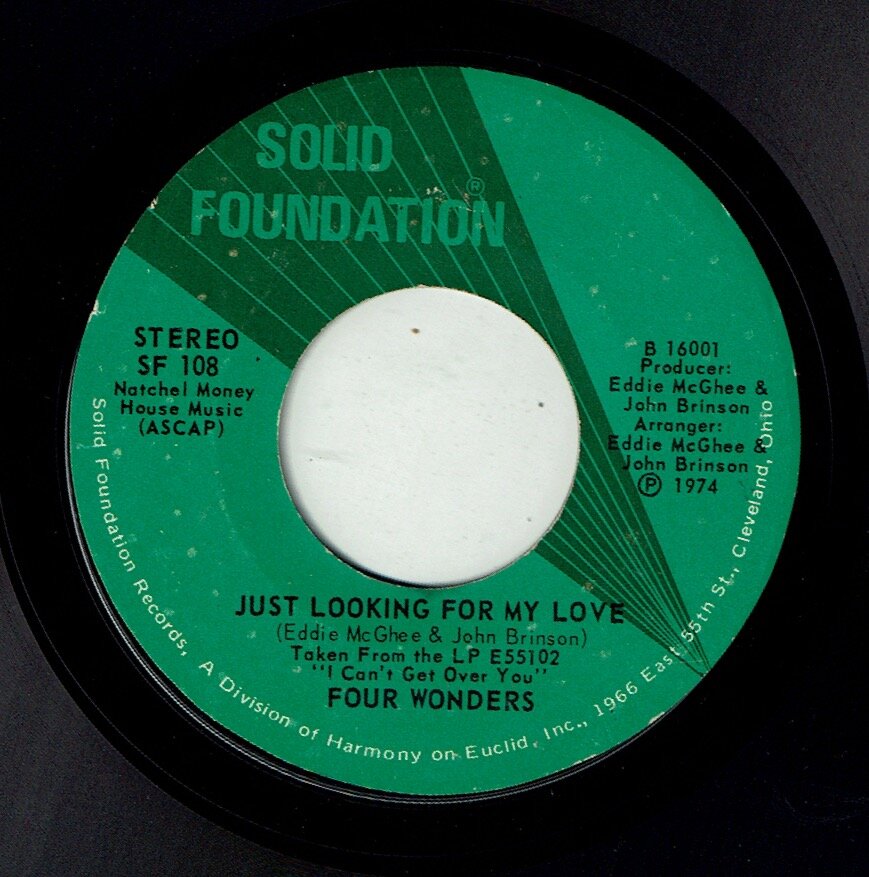 SOLID
FOUNDATION®
STEREO
SF 108
Natchel Money
House Music
(ASCAP)
B 16001
Producer:
Eddie McGhee &
John Brinson
Arranger:
Eddie McGhee &
John Brinson
Ⓟ 1974
JUST LOOKING FOR MY LOVE
(Eddie McGhee & John Brinson)
Taken From the LP E55102
"I Can't Get Over You"
FOUR WONDERS
Solid Foundation Records, A Division of Harmony on Euclid, Inc., 1966 East 55th St., Cleveland, Ohio